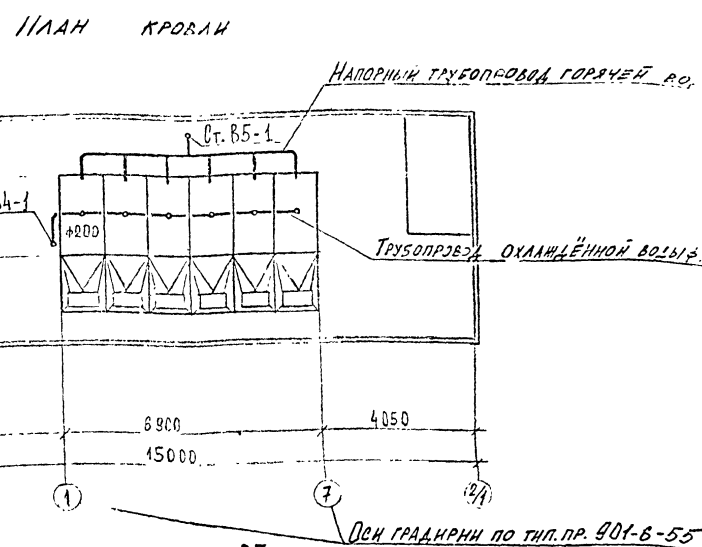 План кровли
Напорный трубопровод горячей
Ст. В5-1
4-1
ф200
Трубопровод охлаждённой воды ф
6900
4050
15000
1
7
2/1
Оси градирни по тип.пр. 901-6-55